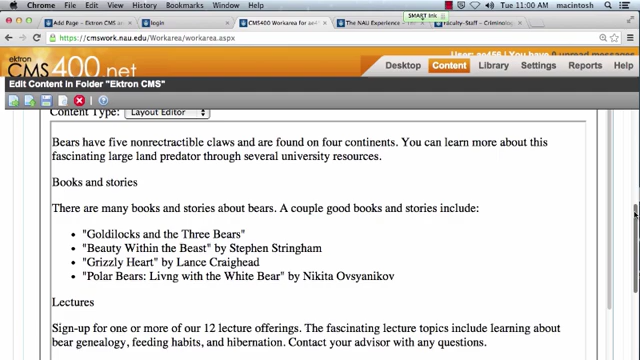 Chrome File Edit View History Bookmarks Window Help Tue 11:00 AM macintosh
SMART Ink
Add Page – Ektron CMS an login CMS400 Workarea for ae4 The NAU Experience – The Faculty-Staff – Criminolog
https://cmswork.nau.edu/Workarea/workarea.aspx
ektron
CMS400.net
Desktop Content Library Settings Reports Help
Edit Content in Folder "Ektron CMS"
Content Type: Layout Editor
Bears have five nonrectractible claws and are found on four continents. You can learn more about this
fascinating large land predator through several university resources.
Books and stories
There are many books and stories about bears. A couple good books and stories include:
• "Goldilocks and the Three Bears"
• "Beauty Within the Beast" by Stephen Stringham
• "Grizzly Heart" by Lance Craighead
• "Polar Bears: Livng with the White Bear" by Nikita Ovsyanikov
Lectures
Sign-up for one or more of our 12 lecture offerings. The fascinating lecture topics include learning about
bear genealogy, feeding habits, and hibernation. Contact your advisor with any questions.